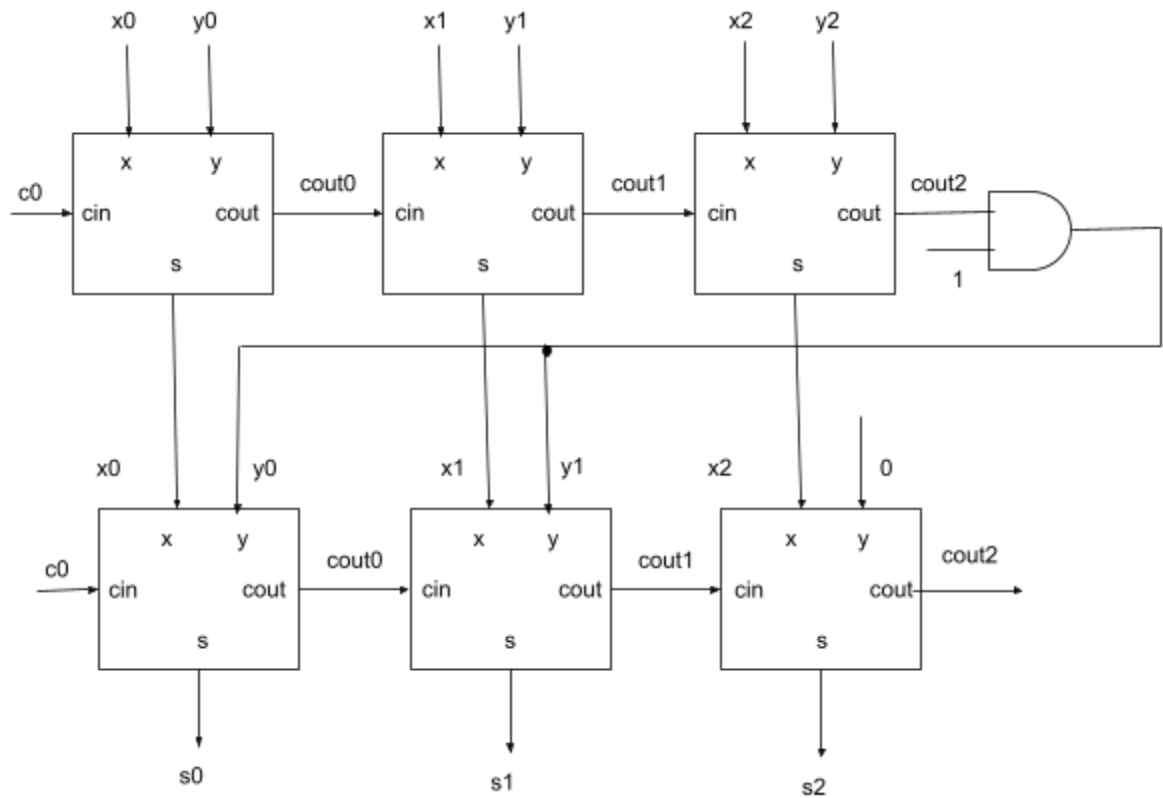 x0 y0 x1 y1 x2 y2
x y x y x y
c0 cout0 cout1 cout2
cin cout cin cout cin cout
s s s
1
x0 y0 x1 y1 x2 0
x y x y x y
c0 cout0 cout1 cout2
cin cout cin cout cin cout
s s s
s0 s1 s2